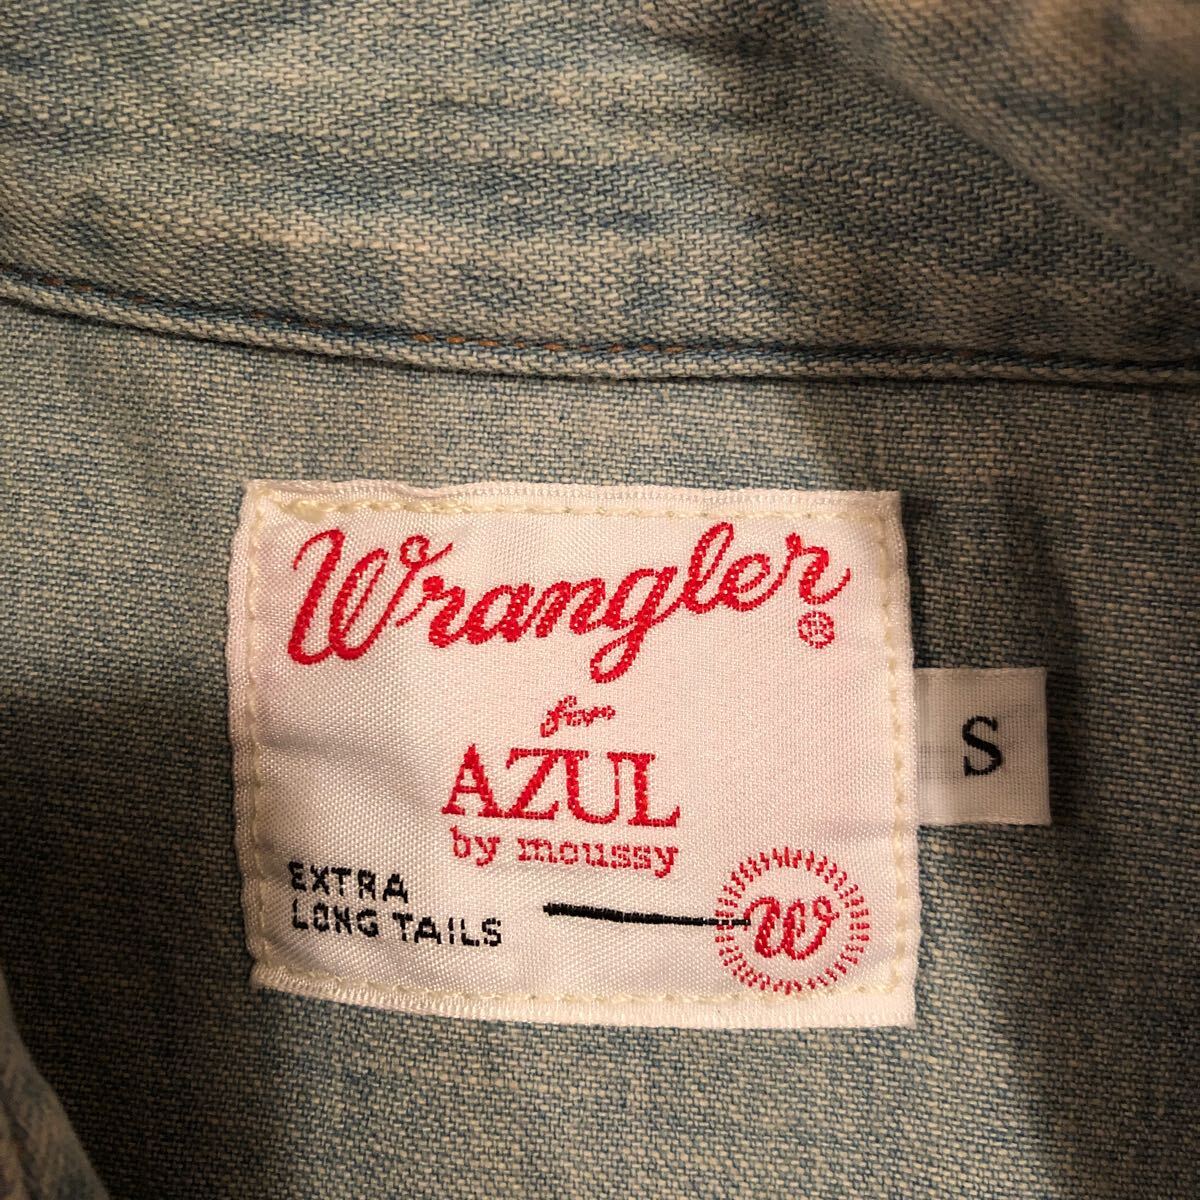 Wrangler®
for
AZUL
by moussy
EXTRA
LONG TAILS
W
S